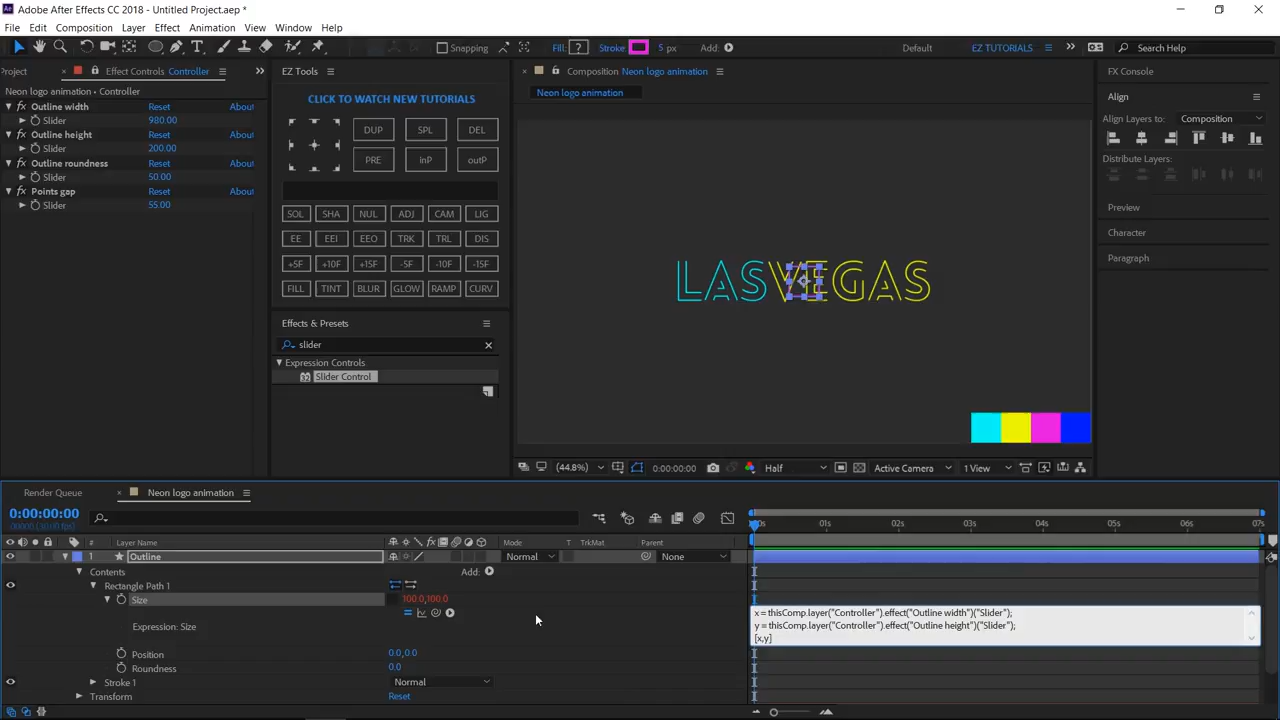 Adobe After Effects CC 2018 - Untitled Project.aep *
File Edit Composition Layer Effect Animation View Window Help
Snapping Fill: ? Stroke: 5 px Add: Default EZ TUTORIALS Search Help
Project Effect Controls Controller
Neon logo animation • Controller
Outline width Reset About
Slider 980.00
Outline height Reset About
Slider 200.00
Outline roundness Reset About
Slider 50.00
Points gap Reset About
Slider 55.00
EZ Tools
CLICK TO WATCH NEW TUTORIALS
DUP SPL DEL
PRE inP outP
SOL SHA NUL ADJ CAM LIG
EE EEI EEO TRK TRL DIS
+5F +10F +15F -5F -10F -15F
FILL TINT BLUR GLOW RAMP CURV
Effects & Presets
slider
Expression Controls
Slider Control
Composition Neon logo animation
Neon logo animation
LASVEGAS
(44.8%) 0:00:00:00 Half Active Camera 1 View
FX Console
Align
Align Layers to: Composition
Distribute Layers:
Preview
Character
Paragraph
Render Queue Neon logo animation
0:00:00:00
00000 (30.00 fps)
# Layer Name Mode T TrkMat Parent
1 Outline Normal None
Contents Add:
Rectangle Path 1
Size 100.0,100.0
Expression: Size
Position 0.0,0.0
Roundness 0.0
Stroke 1 Normal
Transform Reset
01s 02s 03s 04s 05s 06s 07s
x = thisComp.layer("Controller").effect("Outline width")("Slider");
y = thisComp.layer("Controller").effect("Outline height")("Slider");
[x,y]